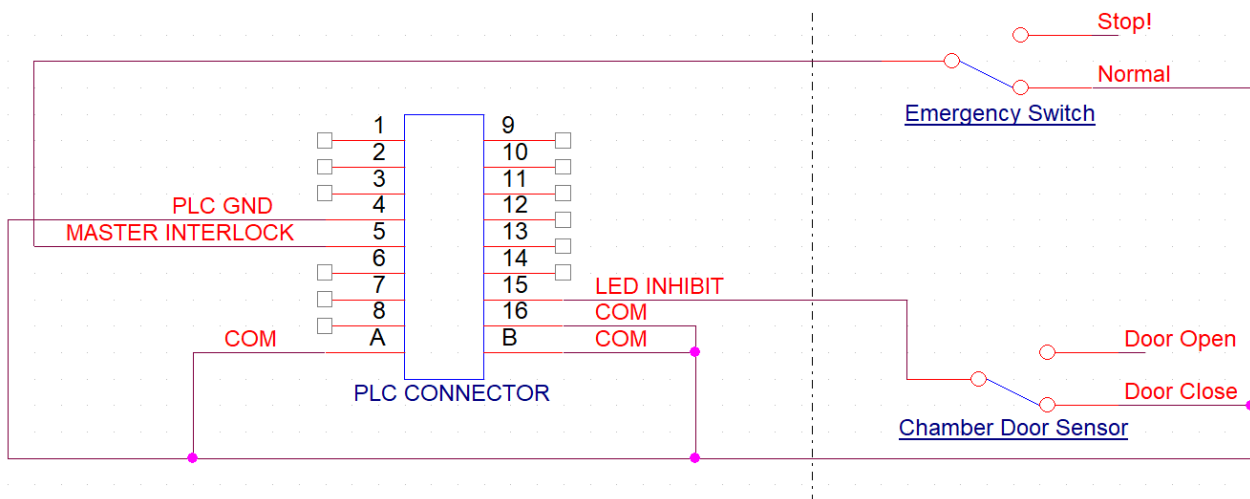 Stop!
Normal
Emergency Switch
1 9
2 10
3 11
PLC GND 4 12
MASTER INTERLOCK 5 13
6 14
7 15 LED INHIBIT
8 16 COM
COM A B COM
PLC CONNECTOR
Door Open
Door Close
Chamber Door Sensor